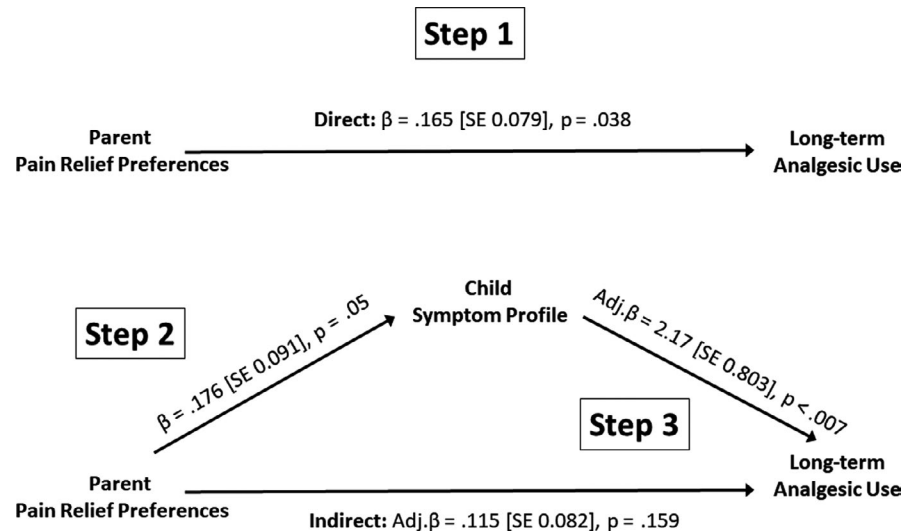 Step 1
Direct: β = .165 [SE 0.079], p = .038
Parent
Pain Relief Preferences
Long-term
Analgesic Use
Child
Symptom Profile
Step 2
β = .176 [SE 0.091], p = .05
Adj.β = 2.17 [SE 0.803], p < .007
Step 3
Parent
Pain Relief Preferences
Long-term
Analgesic Use
Indirect: Adj.β = .115 [SE 0.082], p = .159